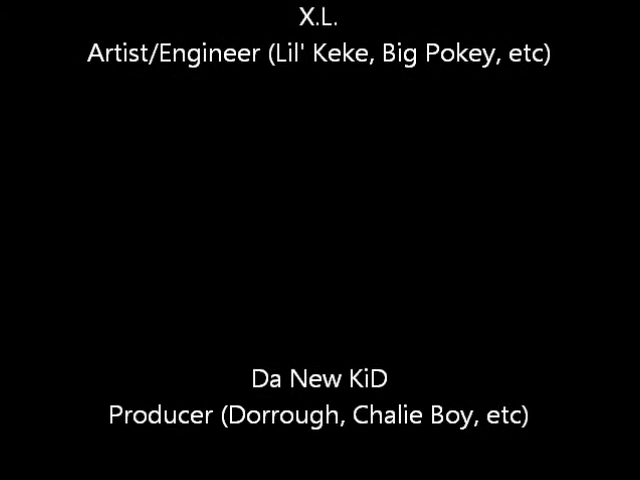 X.L.
Artist/Engineer (Lil' Keke, Big Pokey, etc)
Da New KiD
Producer (Dorrough, Chalie Boy, etc)